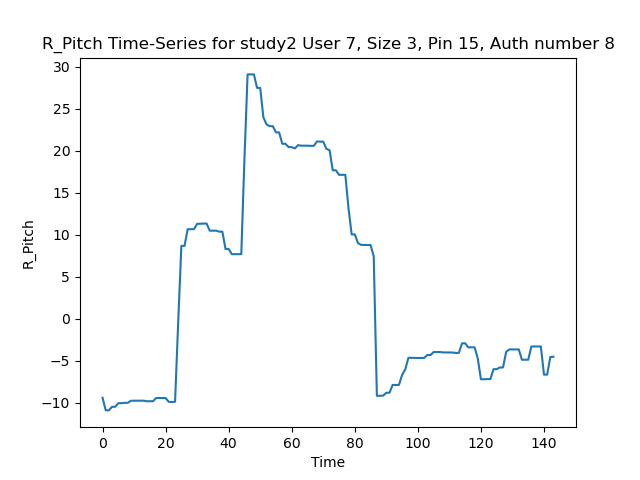 R_Pitch Time-Series for study2 User 7, Size 3, Pin 15, Auth number 8
30
25
20
15
10
5
0
−5
−10
R_Pitch
0 20 40 60 80 100 120 140
Time